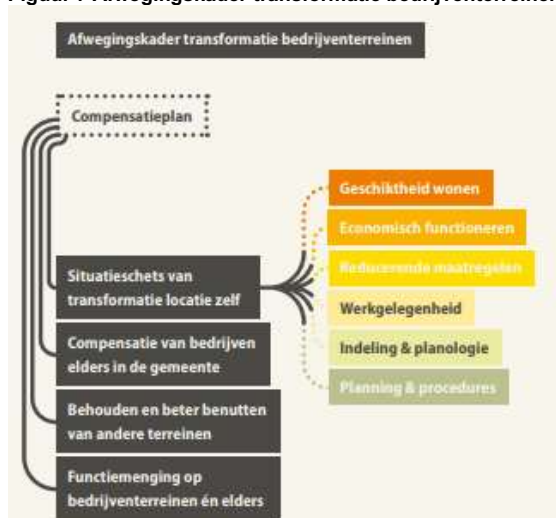 Afwegingskader transformatie bedrijventerreinen
Compensatieplan
Situatieschets van
transformatie locatie zelf
Compensatie van bedrijven
elders in de gemeente
Behouden en beter benutten
van andere terreinen
Functiemenging op
bedrijventerreinen én elders
Geschiktheid wonen
Economisch functioneren
Reducerende maatregelen
Werkgelegenheid
Indeling & planologie
Planning & procedures